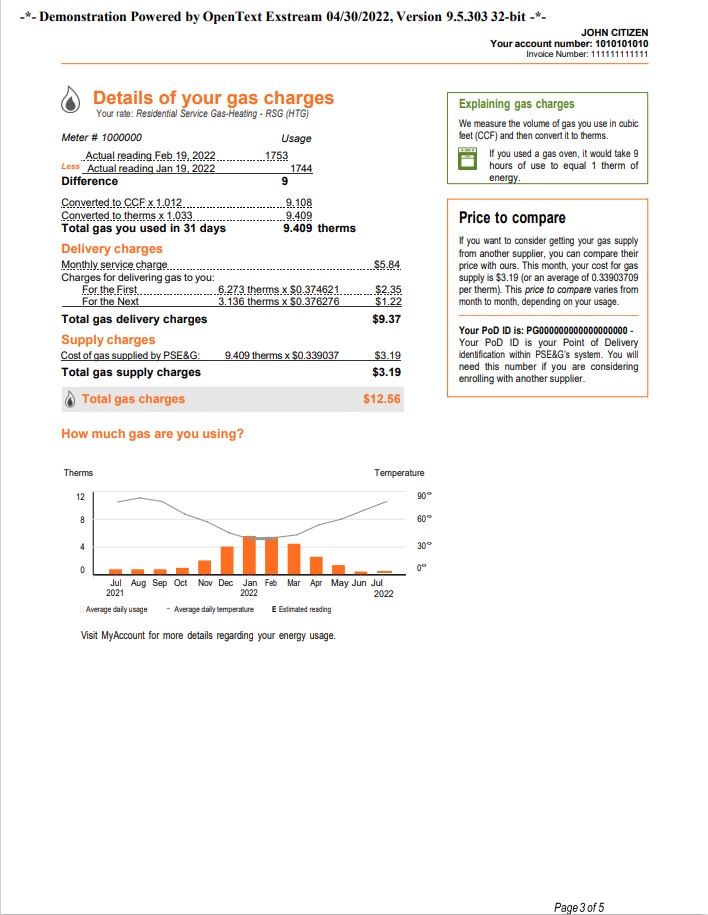 -*- Demonstration Powered by OpenText Exstream 04/30/2022, Version 9.5.303 32-bit -*-
JOHN CITIZEN
Your account number: 1010101010
Invoice Number: 111111111111
Details of your gas charges
Your rate: Residential Service Gas-Heating - RSG (HTG)
Meter # 1000000 Usage
Actual reading Feb 19, 2022 1753
Less Actual reading Jan 19, 2022 1744
Difference 9
Converted to CCF x 1.012 9.108
Converted to therms x 1.033 9.409
Total gas you used in 31 days 9.409 therms
Delivery charges
Monthly service charge $5.84
Charges for delivering gas to you:
For the First 6.273 therms x $0.374621 $2.35
For the Next 3.136 therms x $0.376276 $1.22
Total gas delivery charges $9.37
Supply charges
Cost of gas supplied by PSE&G: 9.409 therms x $0.339037 $3.19
Total gas supply charges $3.19
Total gas charges $12.56
How much gas are you using?
Therms Temperature
12 90°
8 60°
4 30°
0 0°
Jul Aug Sep Oct Nov Dec Jan Feb Mar Apr May Jun Jul
2021 2022 2022
Average daily usage - Average daily temperature E Estimated reading
Visit MyAccount for more details regarding your energy usage.
Explaining gas charges
We measure the volume of gas you use in cubic
feet (CCF) and then convert it to therms.
If you used a gas oven, it would take 9
hours of use to equal 1 therm of
energy.
Price to compare
If you want to consider getting your gas supply
from another supplier, you can compare their
price with ours. This month, your cost for gas
supply is $3.19 (or an average of 0.33903709
per therm). This price to compare varies from
month to month, depending on your usage.
Your PoD ID is: PG000000000000000000 -
Your PoD ID is your Point of Delivery
identification within PSE&G's system. You will
need this number if you are considering
enrolling with another supplier.
Page 3 of 5